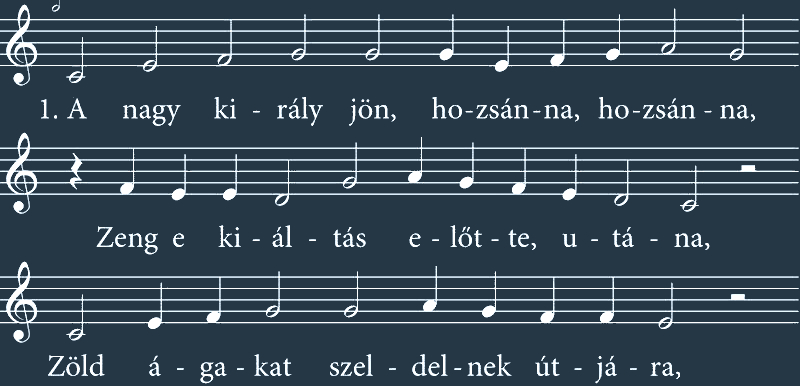 1. A nagy ki - rály jön, ho-zsán-na, ho-zsán - na,
Zeng e ki - ál - tás e - lőt - te, u - tá - na,
Zöld á - ga - kat szel - del - nek út - já - ra,